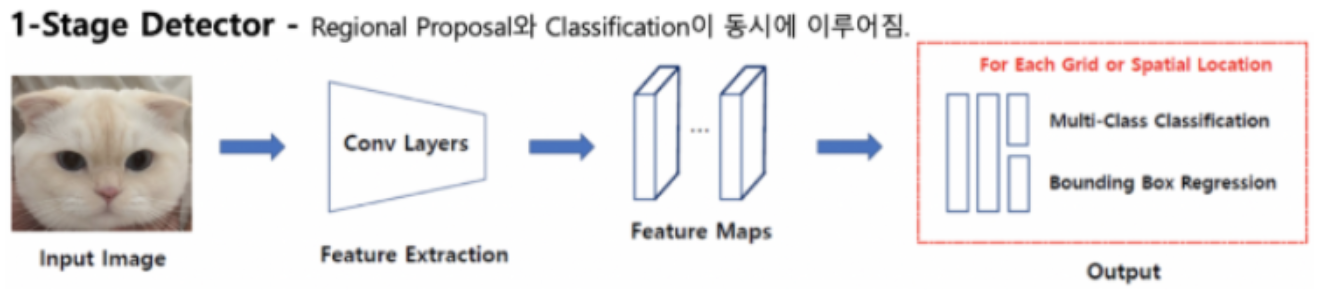 1-Stage Detector - Regional Proposal와 Classification이 동시에 이루어짐.
For Each Grid or Spatial Location
Conv Layers
...
Multi-Class Classification
Bounding Box Regression
Input Image
Feature Extraction
Feature Maps
Output